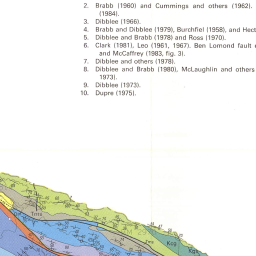 2. Brabb (1960) and Cummings and others (1962).
(1984).
3. Dibblee (1966).
4. Brabb and Dibblee (1979), Burchfiel (1958), and Hect
5. Dibblee and Brabb (1978) and Ross (1970).
6. Clark (1981), Leo (1961, 1967). Ben Lomond fault
and McCaffrey (1983, fig. 3).
7. Dibblee and others (1978).
8. Dibblee and Brabb (1980), McLaughlin and others
1973).
9. Dibblee (1973).
10. Dupre (1975).